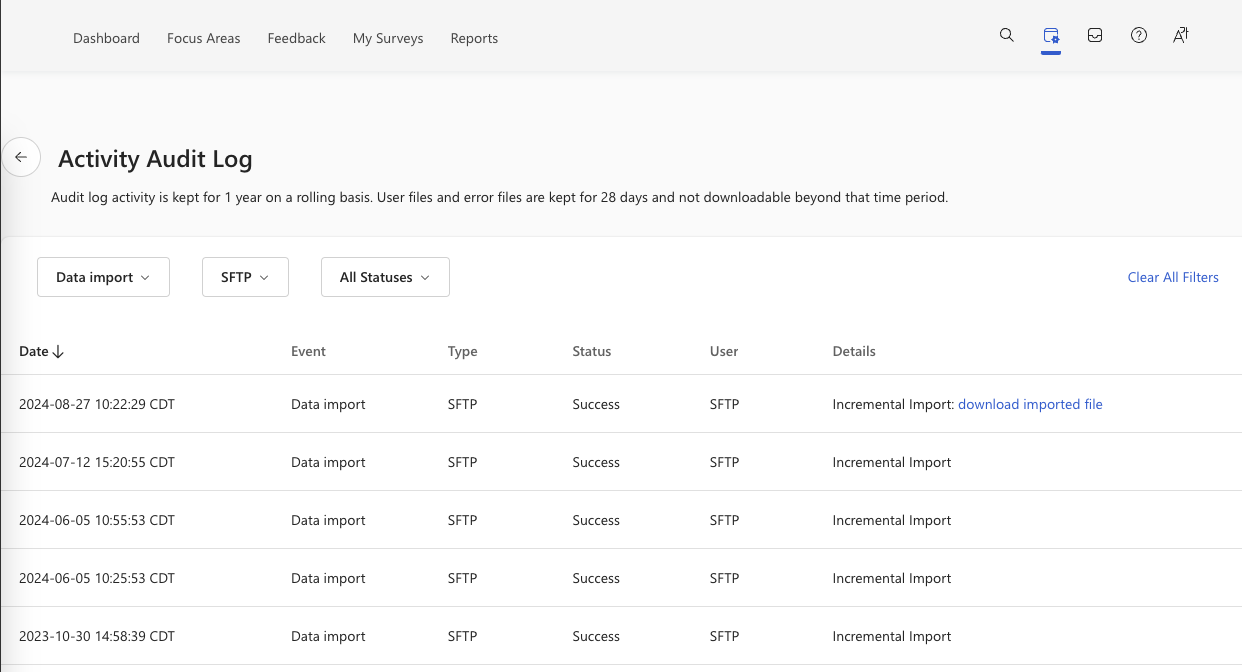 Dashboard Focus Areas Feedback My Surveys Reports
Activity Audit Log
Audit log activity is kept for 1 year on a rolling basis. User files and error files are kept for 28 days and not downloadable beyond that time period.
Data import SFTP All Statuses Clear All Filters
Date Event Type Status User Details
2024-08-27 10:22:29 CDT Data import SFTP Success SFTP Incremental Import: download imported file
2024-07-12 15:20:55 CDT Data import SFTP Success SFTP Incremental Import
2024-06-05 10:55:53 CDT Data import SFTP Success SFTP Incremental Import
2024-06-05 10:25:53 CDT Data import SFTP Success SFTP Incremental Import
2023-10-30 14:58:39 CDT Data import SFTP Success SFTP Incremental Import